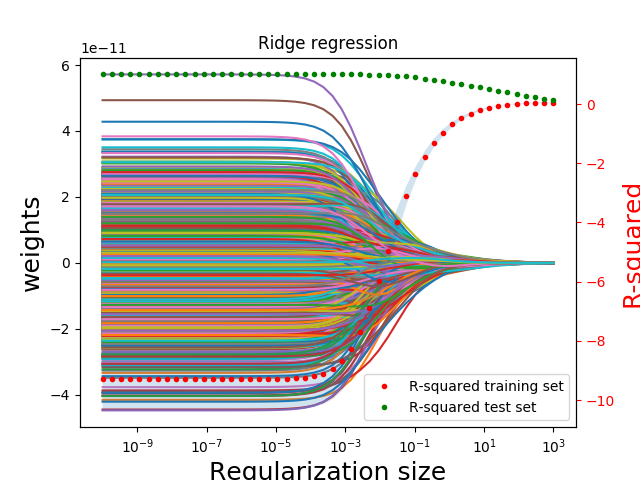 Ridge regression
1e−11
6
4
2
0
−2
−4
weights
0
−2
−4
−6
−8
−10
R-squared
R-squared training set
R-squared test set
10⁻⁹ 10⁻⁷ 10⁻⁵ 10⁻³ 10⁻¹ 10¹ 10³
Regularization size